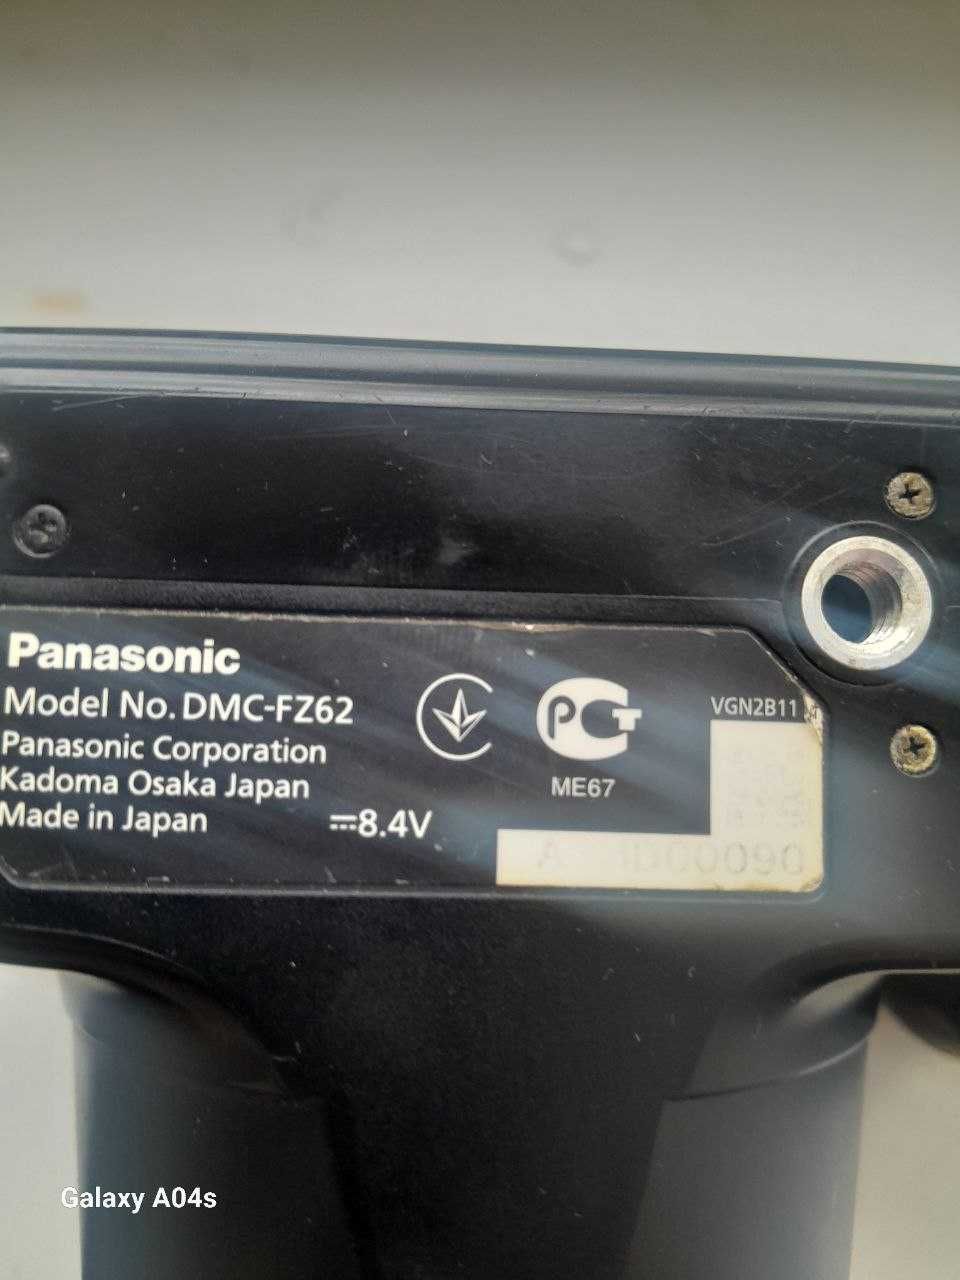 Panasonic
Model No. DMC-FZ62
Panasonic Corporation
Kadoma Osaka Japan
Made in Japan
⎓8.4V
ME67
VGN2B11
Galaxy A04s